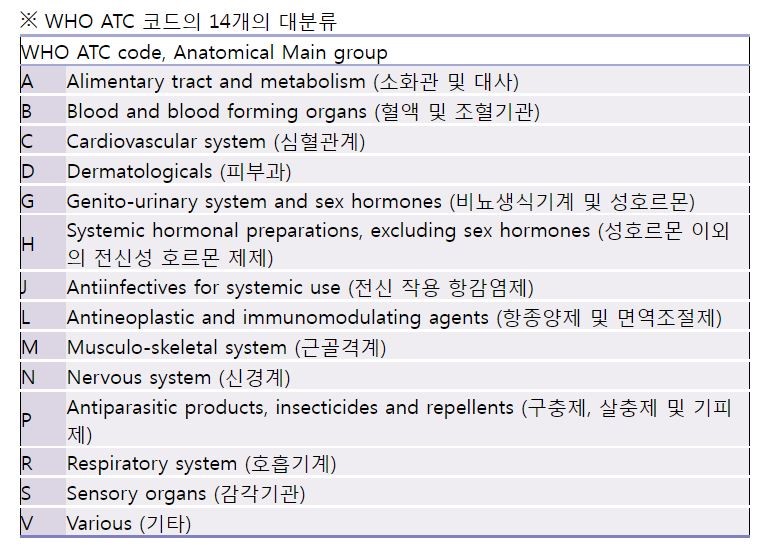 ※ WHO ATC 코드의 14개의 대분류
WHO ATC code, Anatomical Main group
A Alimentary tract and metabolism (소화관 및 대사)
B Blood and blood forming organs (혈액 및 조혈기관)
C Cardiovascular system (심혈관계)
D Dermatologicals (피부과)
G Genito-urinary system and sex hormones (비뇨생식기계 및 성호르몬)
H Systemic hormonal preparations, excluding sex hormones (성호르몬 이외
의 전신성 호르몬 제제)
J Antiinfectives for systemic use (전신 작용 항감염제)
L Antineoplastic and immunomodulating agents (항종양제 및 면역조절제)
M Musculo-skeletal system (근골격계)
N Nervous system (신경계)
P Antiparasitic products, insecticides and repellents (구충제, 살충제 및 기피
제)
R Respiratory system (호흡기계)
S Sensory organs (감각기관)
V Various (기타)